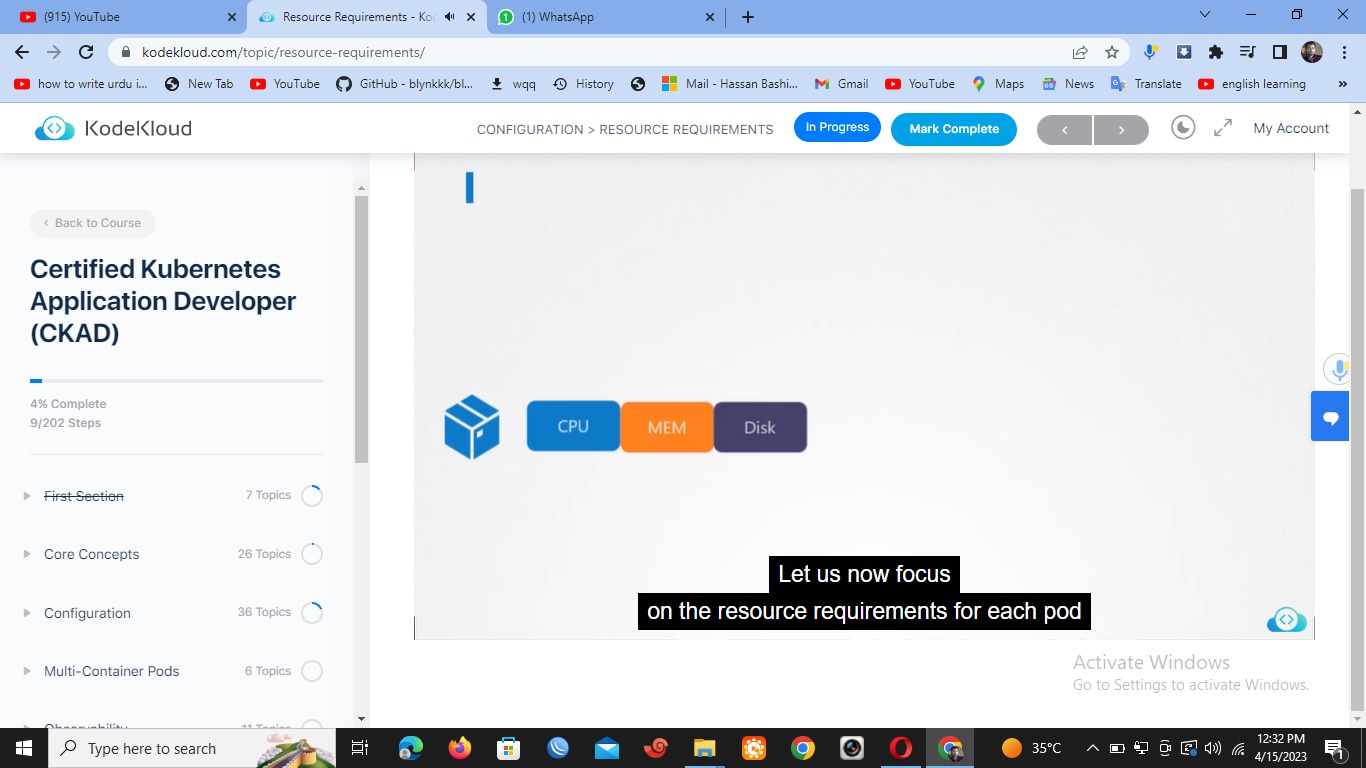 (915) YouTube
Resource Requirements - Ko
(1) WhatsApp
kodekloud.com/topic/resource-requirements/
how to write urdu i...
New Tab
YouTube
GitHub - blynkkk/bl...
wqq
History
Mail - Hassan Bashi...
Gmail
YouTube
Maps
News
Translate
english learning
»
KodeKloud
CONFIGURATION > RESOURCE REQUIREMENTS
In Progress
Mark Complete
My Account
Back to Course
Certified Kubernetes
Application Developer
(CKAD)
4% Complete
9/202 Steps
First Section
7 Topics
Core Concepts
26 Topics
Configuration
36 Topics
Multi-Container Pods
6 Topics
Observability
11 Topics
CPU
MEM
Disk
Let us now focus
on the resource requirements for each pod
Activate Windows
Go to Settings to activate Windows.
Type here to search
35°C
12:32 PM
4/15/2023
1